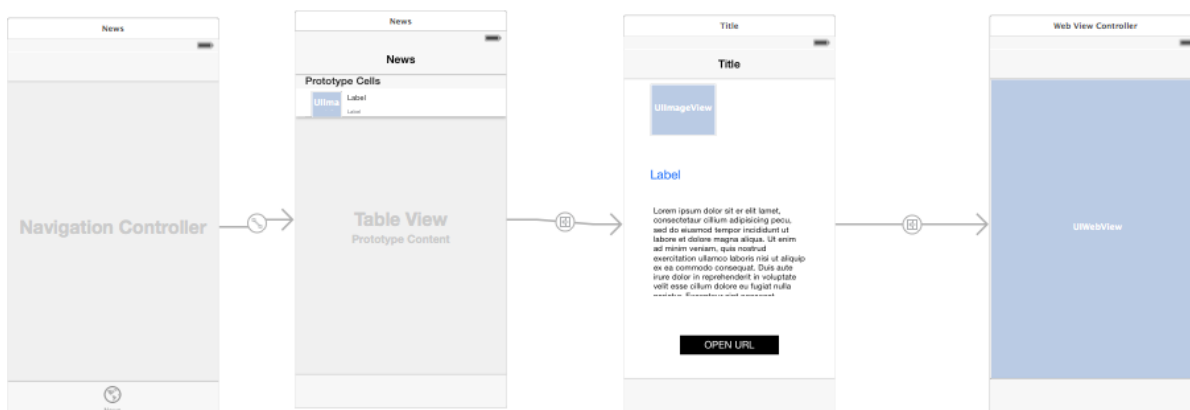 News
Navigation Controller
News
News
Prototype Cells
UIIma
Label
Label
Table View
Prototype Content
Title
Title
UIImageView
Label
Lorem ipsum dolor sit er elit lamet,
consectetaur cillium adipisicing pecu,
sed do eiusmod tempor incididunt ut
labore et dolore magna aliqua. Ut enim
ad minim veniam, quis nostrud
exercitation ullamco laboris nisi ut aliquip
ex ea commodo consequat. Duis aute
irure dolor in reprehenderit in voluptate
velit esse cillum dolore eu fugiat nulla
OPEN URL
Web View Controller
UIWebView